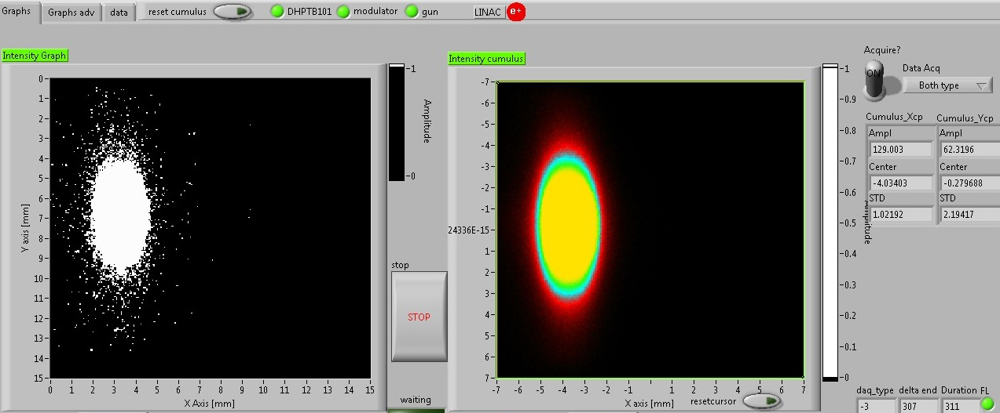 Graphs Graphs adv data reset cumulus DHPTB101 modulator gun LINAC e+
Intensity Graph
Y axis [mm]
0
1
2
3
4
5
6
7
8
9
10
11
12
13
14
15
0 1 2 3 4 5 6 7 8 9 10 11 12 13 14 15
X Axis [mm]
1
Amplitude
0
stop
STOP
waiting
Intensity cumulus
-7
-6
-5
-4
-3
-2
-1
24336E-15
1
2
3
4
5
6
7
-7 -6 -5 -4 -3 -2 -1 1 2 3 4 5 6 7
X axis [mm]
resetcursor
1
0.9
0.8
0.7
0.6
0.5
0.4
0.3
0.2
0.1
0
Amplitude
Acquire?
ON
Data Acq
Both type
Cumulus_Xcp Cumulus_Ycp
Ampl Ampl
129.003 62.3196
Center Center
-4.03403 -0.279688
STD STD
1.02192 2.19417
daq_type delta end Duration FL
-3 307 311